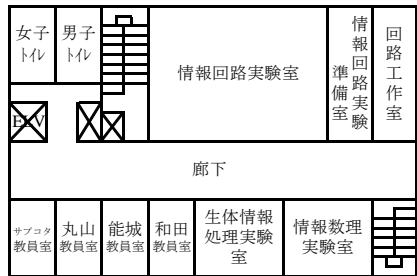 女子
トイレ
男子
トイレ
情報回路実験室
情報回路実験
準備室
回路工作室
ELV
廊下
サプコタ
教員室
丸山
教員室
能城
教員室
和田
教員室
生体情報
処理実験
室
情報数理
実験室